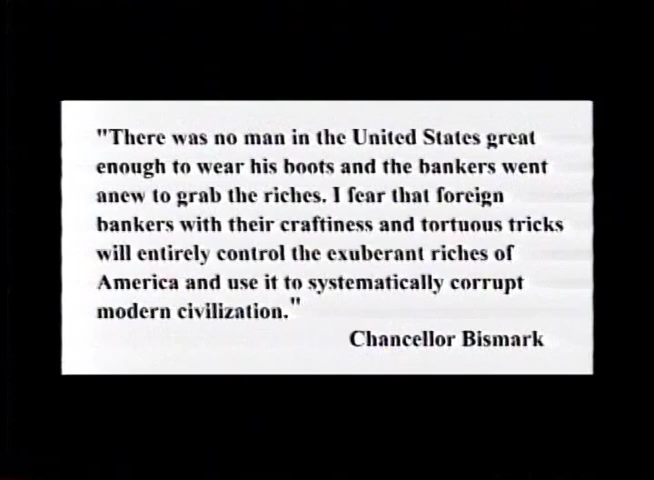 "There was no man in the United States great
enough to wear his boots and the bankers went
anew to grab the riches. I fear that foreign
bankers with their craftiness and tortuous tricks
will entirely control the exuberant riches of
America and use it to systematically corrupt
modern civilization."
Chancellor Bismark